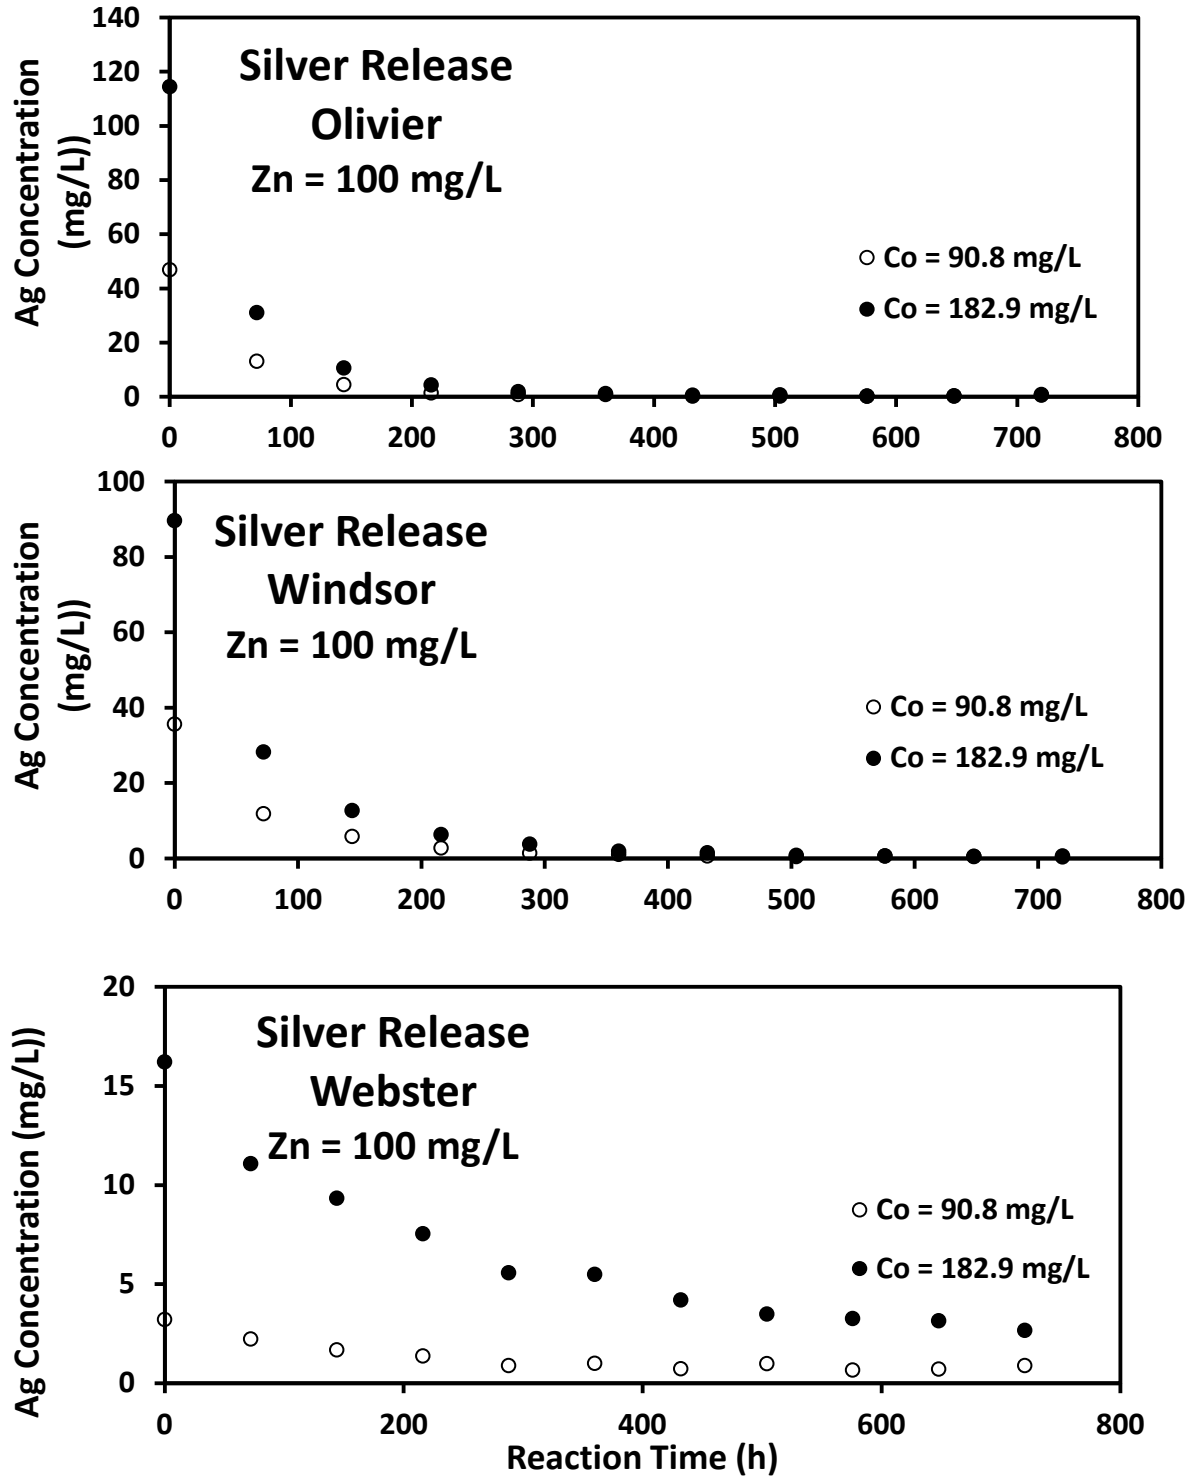 140
120
100
80
60
40
20
0
Ag Concentration
(mg/L))
Silver Release
Olivier
Zn = 100 mg/L
Co = 90.8 mg/L
Co = 182.9 mg/L
0 100 200 300 400 500 600 700 800
100
80
60
40
20
0
Ag Concentration
(mg/L))
Silver Release
Windsor
Zn = 100 mg/L
Co = 90.8 mg/L
Co = 182.9 mg/L
0 100 200 300 400 500 600 700 800
20
15
10
5
0
Ag Concentration (mg/L))
Silver Release
Webster
Zn = 100 mg/L
Co = 90.8 mg/L
Co = 182.9 mg/L
0 200 400 600 800
Reaction Time (h)